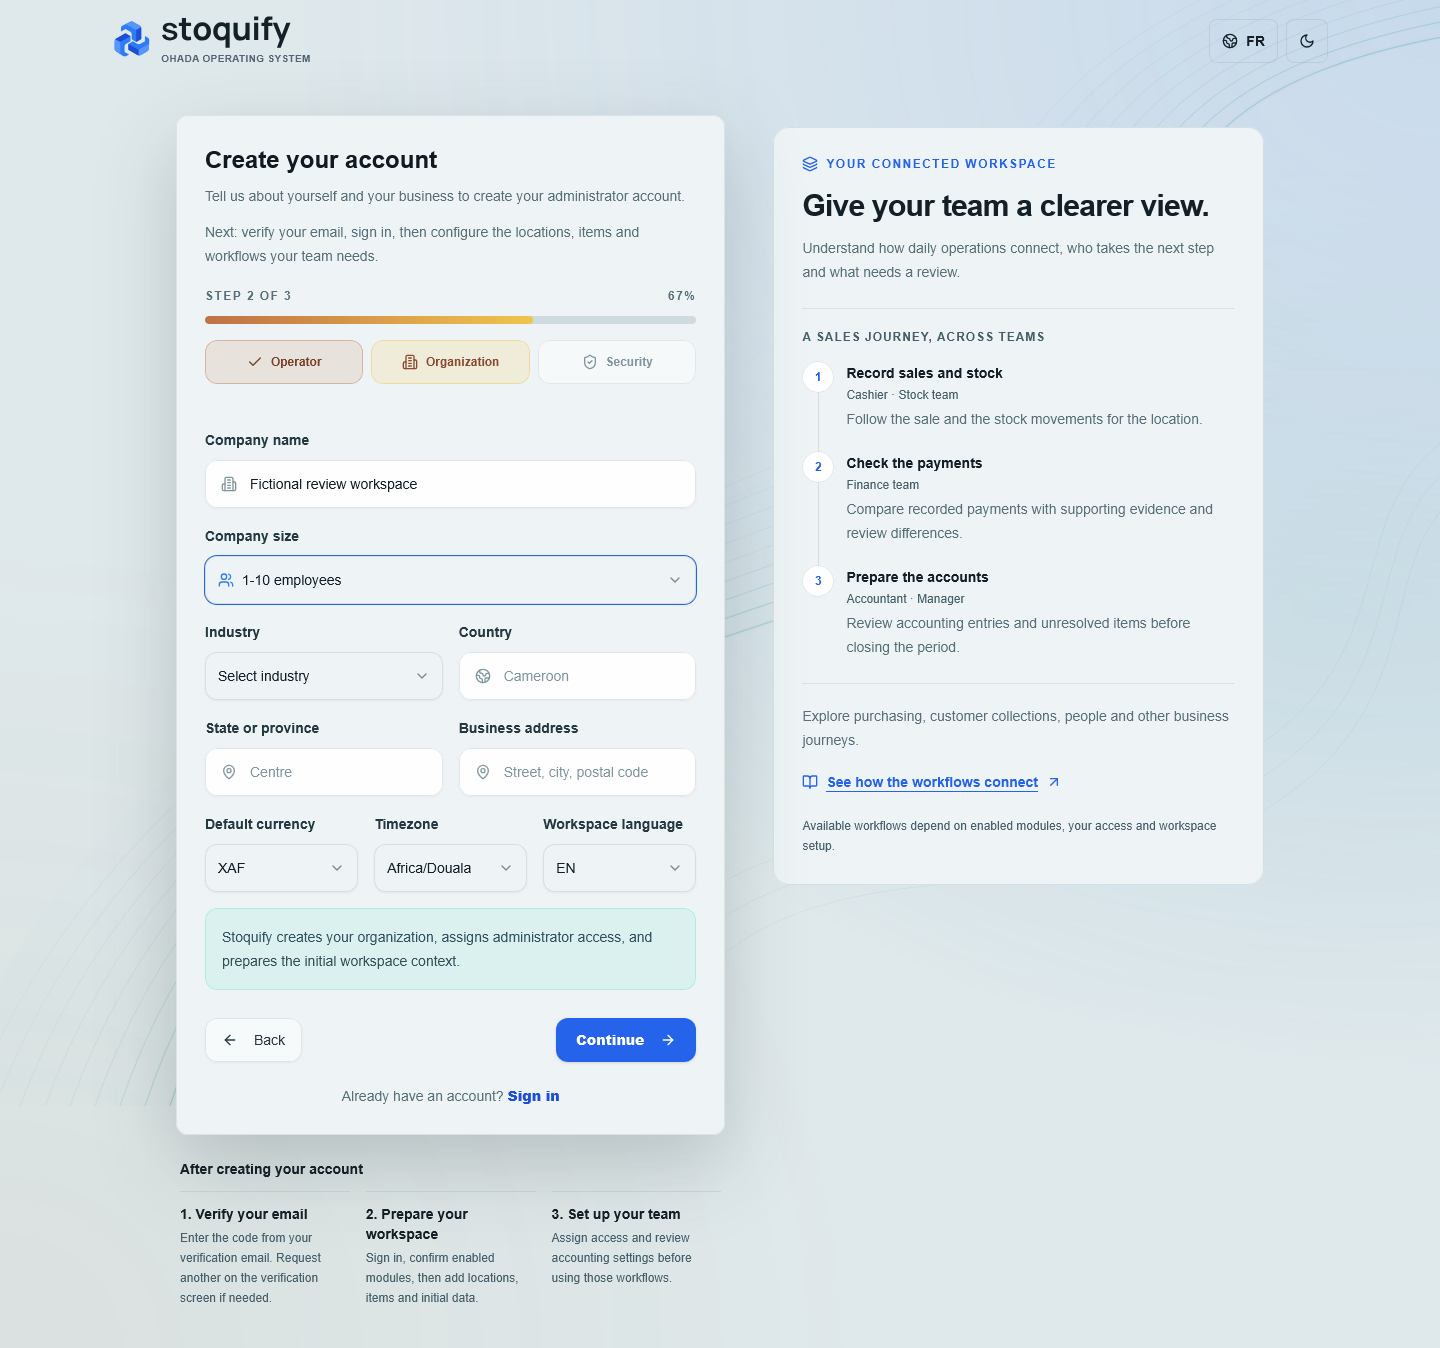 stoquify
OHADA OPERATING SYSTEM
FR
Create your account
Tell us about yourself and your business to create your administrator account.
Next: verify your email, sign in, then configure the locations, items and
workflows your team needs.
STEP 2 OF 3
67%
Operator
Organization
Security
Company name
Fictional review workspace
Company size
1-10 employees
Industry
Country
Select industry
Cameroon
State or province
Business address
Centre
Street, city, postal code
Default currency
Timezone
Workspace language
XAF
Africa/Douala
EN
Stoquify creates your organization, assigns administrator access, and
prepares the initial workspace context.
Back
Continue
Already have an account? Sign in
After creating your account
1. Verify your email
Enter the code from your
verification email. Request
another on the verification
screen if needed.
2. Prepare your
workspace
Sign in, confirm enabled
modules, then add locations,
items and initial data.
3. Set up your team
Assign access and review
accounting settings before
using those workflows.
YOUR CONNECTED WORKSPACE
Give your team a clearer view.
Understand how daily operations connect, who takes the next step
and what needs a review.
A SALES JOURNEY, ACROSS TEAMS
1
Record sales and stock
Cashier · Stock team
Follow the sale and the stock movements for the location.
2
Check the payments
Finance team
Compare recorded payments with supporting evidence and
review differences.
3
Prepare the accounts
Accountant · Manager
Review accounting entries and unresolved items before
closing the period.
Explore purchasing, customer collections, people and other business
journeys.
See how the workflows connect
Available workflows depend on enabled modules, your access and workspace
setup.